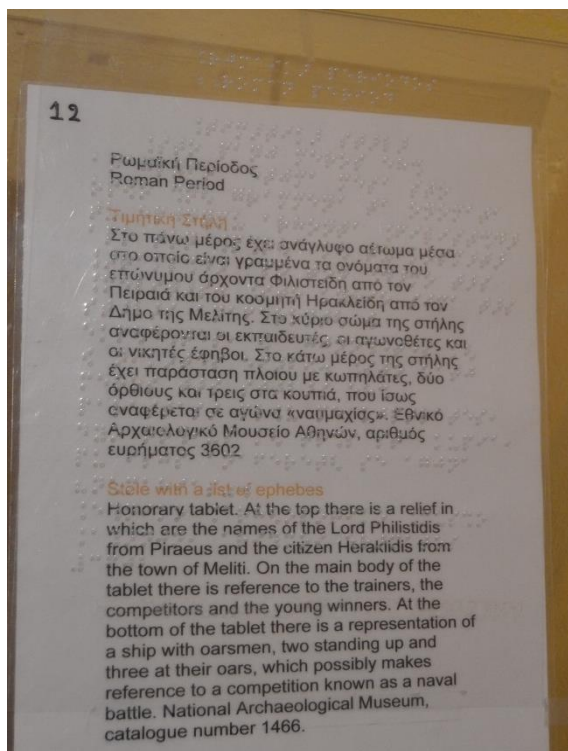 12
Ρωμαϊκή Περίοδος
Roman Period
Τιμητική Στήλη
Στο πάνω μέρος έχει ανάγλυφο αέτωμα μέσα
στο οποίο είναι γραμμένα τα ονόματα του
επώνυμου άρχοντα Φιλιστείδη από τον
Πειραιά και του κοσμητή Ηρακλείδη από τον
Δήμο της Μελίτης. Στο κύριο σώμα της στήλης
αναφέρονται οι εκπαιδευτές, οι αγωνοθέτες και
οι νικητές έφηβοι. Στο κάτω μέρος της στήλης
έχει παράσταση πλοίου με κωπηλάτες, δύο
όρθιους και τρεις στα κουπιά, που ίσως
αναφέρεται σε αγώνα «ναυμαχίας». Εθνικό
Αρχαιολογικό Μουσείο Αθηνών, αριθμός
ευρήματος 3602
Stele with a list of ephebes
Honorary tablet. At the top there is a relief in
which are the names of the Lord Philistidis
from Piraeus and the citizen Heraklidis from
the town of Meliti. On the main body of the
tablet there is reference to the trainers, the
competitors and the young winners. At the
bottom of the tablet there is a representation of
a ship with oarsmen, two standing up and
three at their oars, which possibly makes
reference to a competition known as a naval
battle. National Archaeological Museum,
catalogue number 1466.